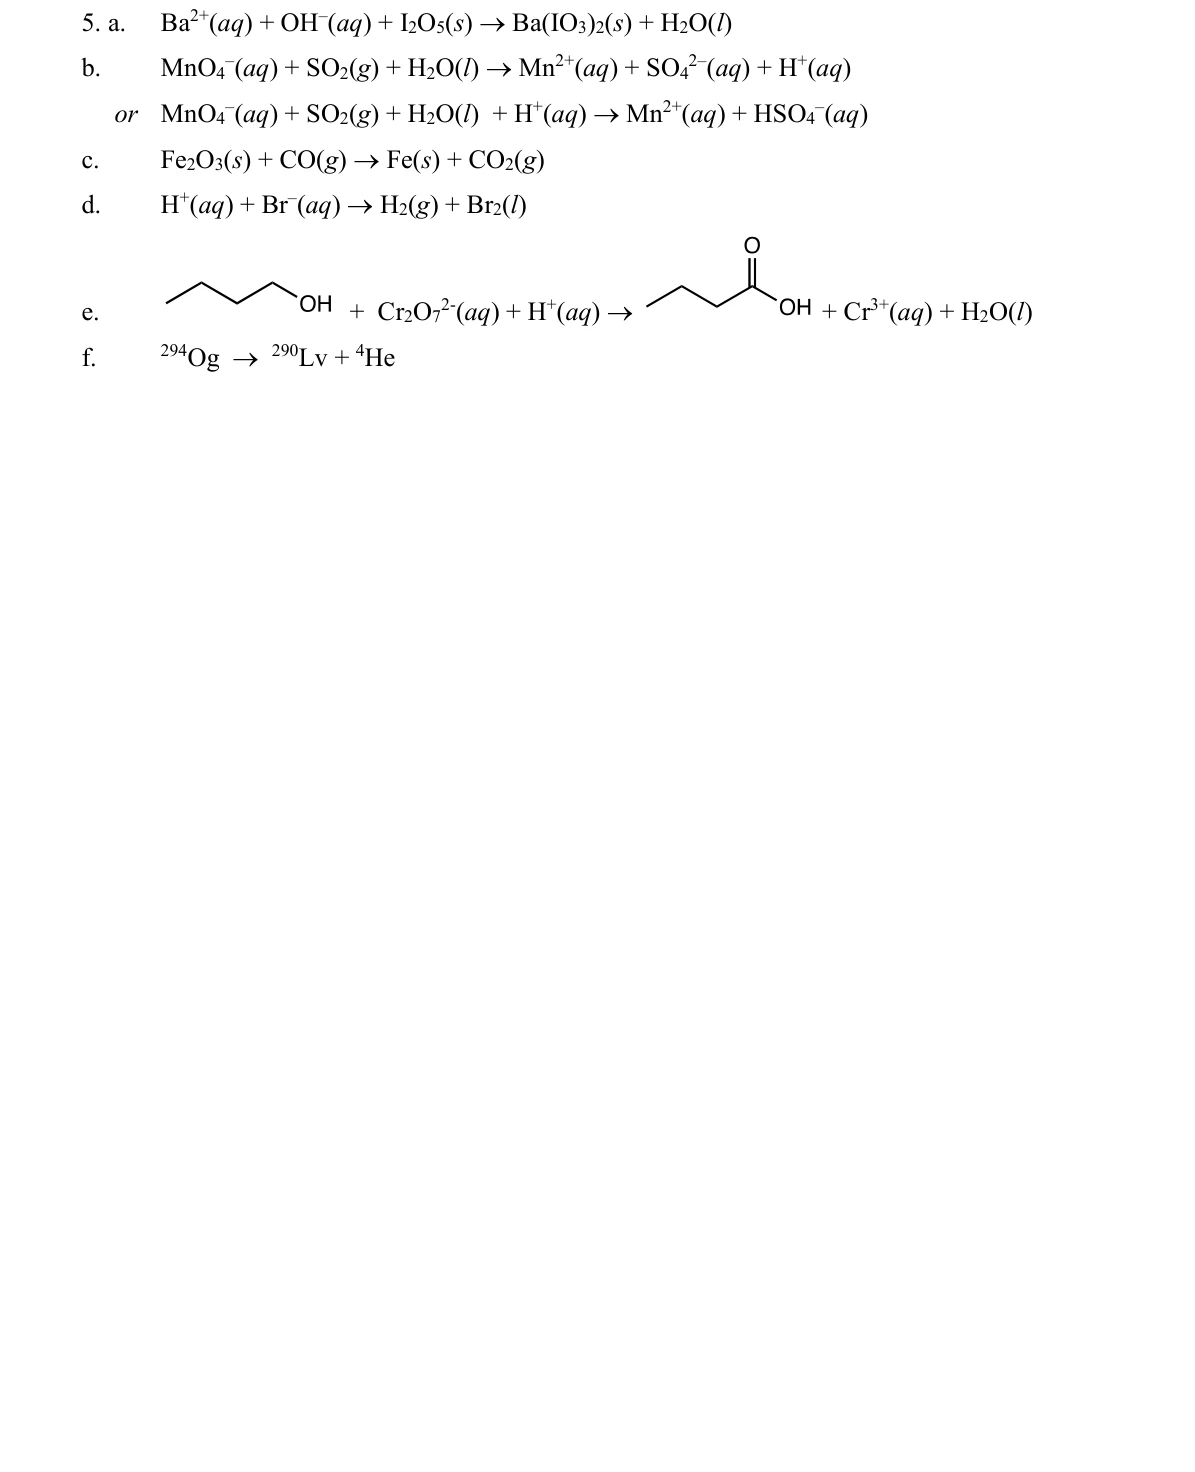 5. a. Ba²⁺(aq) + OH⁻(aq) + I₂O₅(s) → Ba(IO₃)₂(s) + H₂O(l)
b. MnO₄⁻(aq) + SO₂(g) + H₂O(l) → Mn²⁺(aq) + SO₄²⁻(aq) + H⁺(aq)
or MnO₄⁻(aq) + SO₂(g) + H₂O(l) + H⁺(aq) → Mn²⁺(aq) + HSO₄⁻(aq)
c. Fe₂O₃(s) + CO(g) → Fe(s) + CO₂(g)
d. H⁺(aq) + Br⁻(aq) → H₂(g) + Br₂(l)
O
e. OH + Cr₂O₇²⁻(aq) + H⁺(aq) → OH + Cr³⁺(aq) + H₂O(l)
f. ²⁹⁴Og → ²⁹⁰Lv + ⁴He